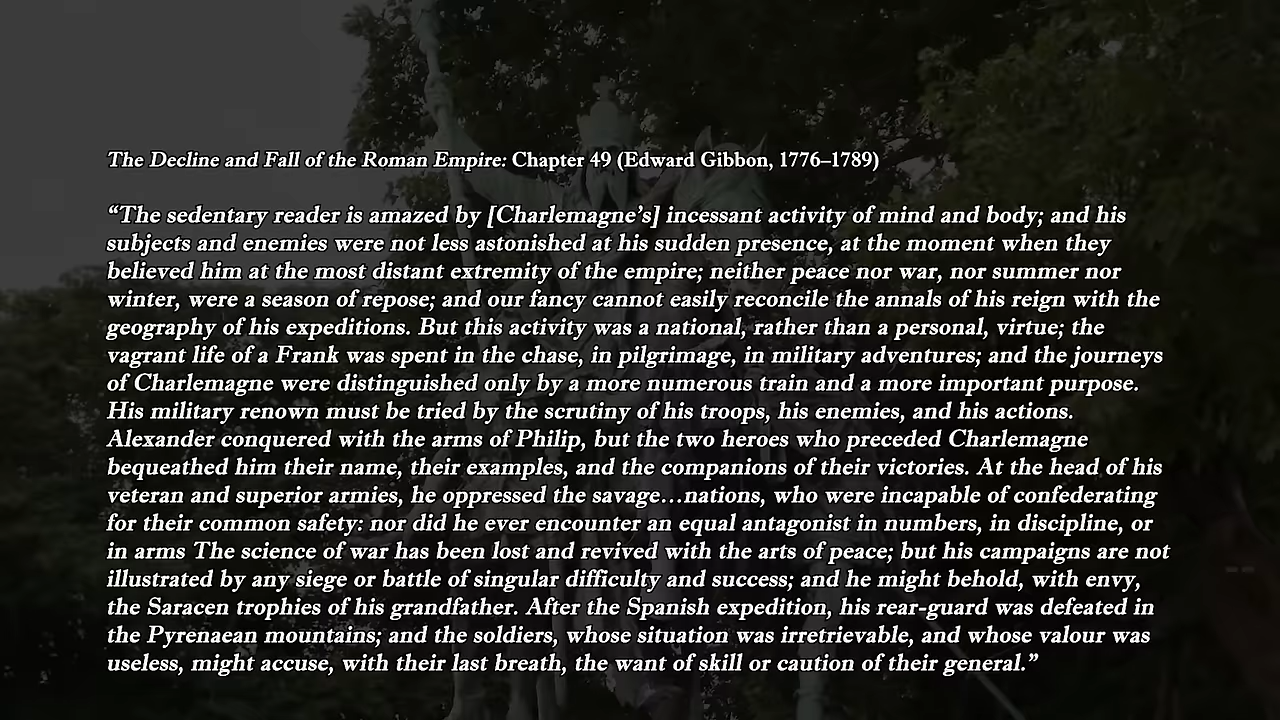 The Decline and Fall of the Roman Empire: Chapter 49 (Edward Gibbon, 1776–1789)
“The sedentary reader is amazed by [Charlemagne’s] incessant activity of mind and body; and his
subjects and enemies were not less astonished at his sudden presence, at the moment when they
believed him at the most distant extremity of the empire; neither peace nor war, nor summer nor
winter, were a season of repose; and our fancy cannot easily reconcile the annals of his reign with the
geography of his expeditions. But this activity was a national, rather than a personal, virtue; the
vagrant life of a Frank was spent in the chase, in pilgrimage, in military adventures; and the journeys
of Charlemagne were distinguished only by a more numerous train and a more important purpose.
His military renown must be tried by the scrutiny of his troops, his enemies, and his actions.
Alexander conquered with the arms of Philip, but the two heroes who preceded Charlemagne
bequeathed him their name, their examples, and the companions of their victories. At the head of his
veteran and superior armies, he oppressed the savage…nations, who were incapable of confederating
for their common safety: nor did he ever encounter an equal antagonist in numbers, in discipline, or
in arms The science of war has been lost and revived with the arts of peace; but his campaigns are not
illustrated by any siege or battle of singular difficulty and success; and he might behold, with envy,
the Saracen trophies of his grandfather. After the Spanish expedition, his rear-guard was defeated in
the Pyrenaean mountains; and the soldiers, whose situation was irretrievable, and whose valour was
useless, might accuse, with their last breath, the want of skill or caution of their general.”